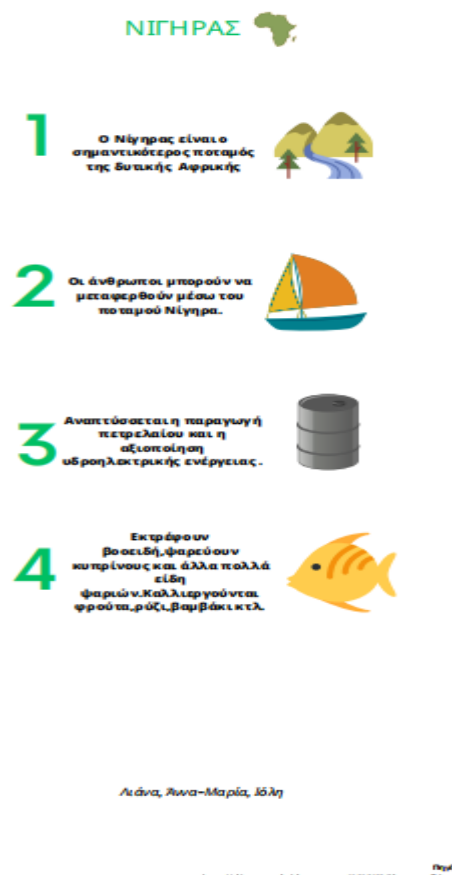 ΝΙΓΗΡΑΣ
1
Ο Νίγηρας είναι ο
σημαντικότερος ποταμός
της δυτικής Αφρικής
2
Οι άνθρωποι μπορούν να
μεταφερθούν μέσω του
ποταμού Νίγηρα.
3
Αναπτύσσεται η παραγωγή
πετρελαίου και η
αξιοποίηση
υδροηλεκτρικής ενέργειας.
4
Εκτρέφουν
βοοειδή,ψαρεύουν
κυπρίνους και άλλα πολλά
είδη
ψαριών.Καλλιεργούνται
φρούτα,ρύζι,βαμβάκι κτλ.
Λιάνα, Άννα-Μαρία, Ιόλη